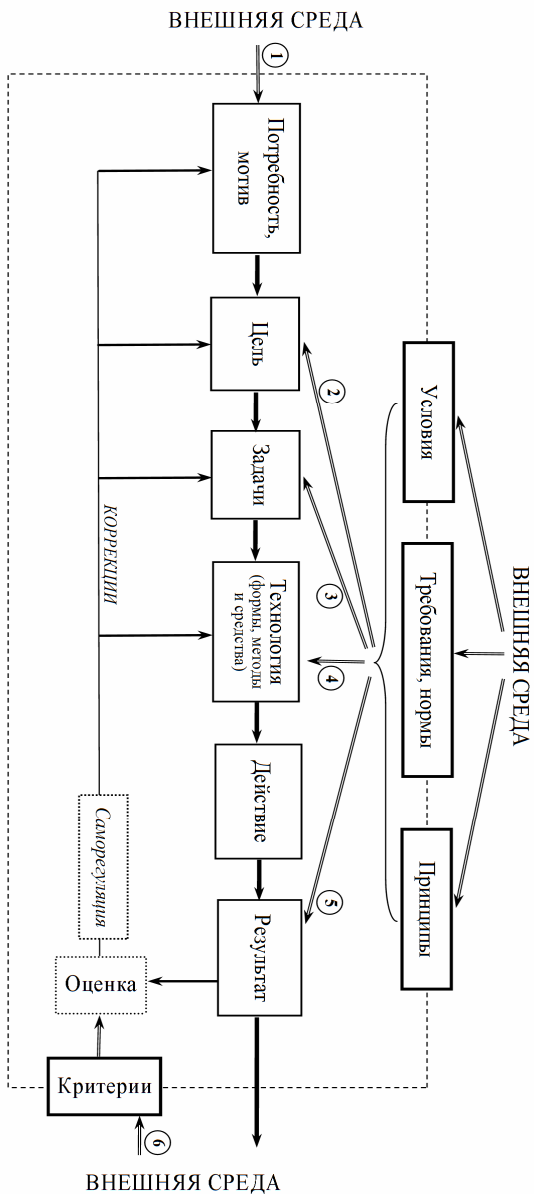 ВНЕШНЯЯ СРЕДА
1
Потребность,
мотив
Цель
2
Условия
Задачи
КОРРЕКЦИИ
Технология
(формы, методы
и средства)
3
4
Требования, нормы
ВНЕШНЯЯ СРЕДА
Действие
Саморегуляция
Результат
5
Принципы
Оценка
Критерии
6
ВНЕШНЯЯ СРЕДА